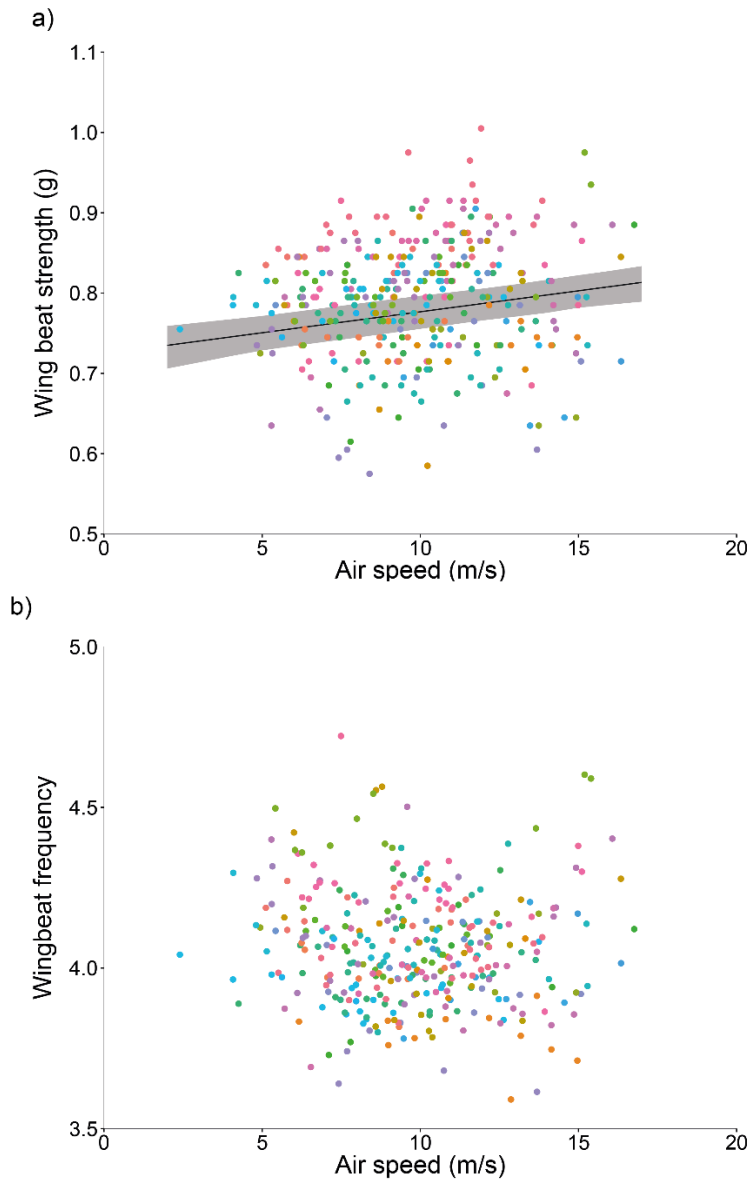 a)
1.1
1.0
0.9
0.8
0.7
0.6
0.5
Wing beat strength (g)
0 5 10 15 20
Air speed (m/s)
b)
5.0
4.5
4.0
3.5
Wingbeat frequency
0 5 10 15 20
Air speed (m/s)